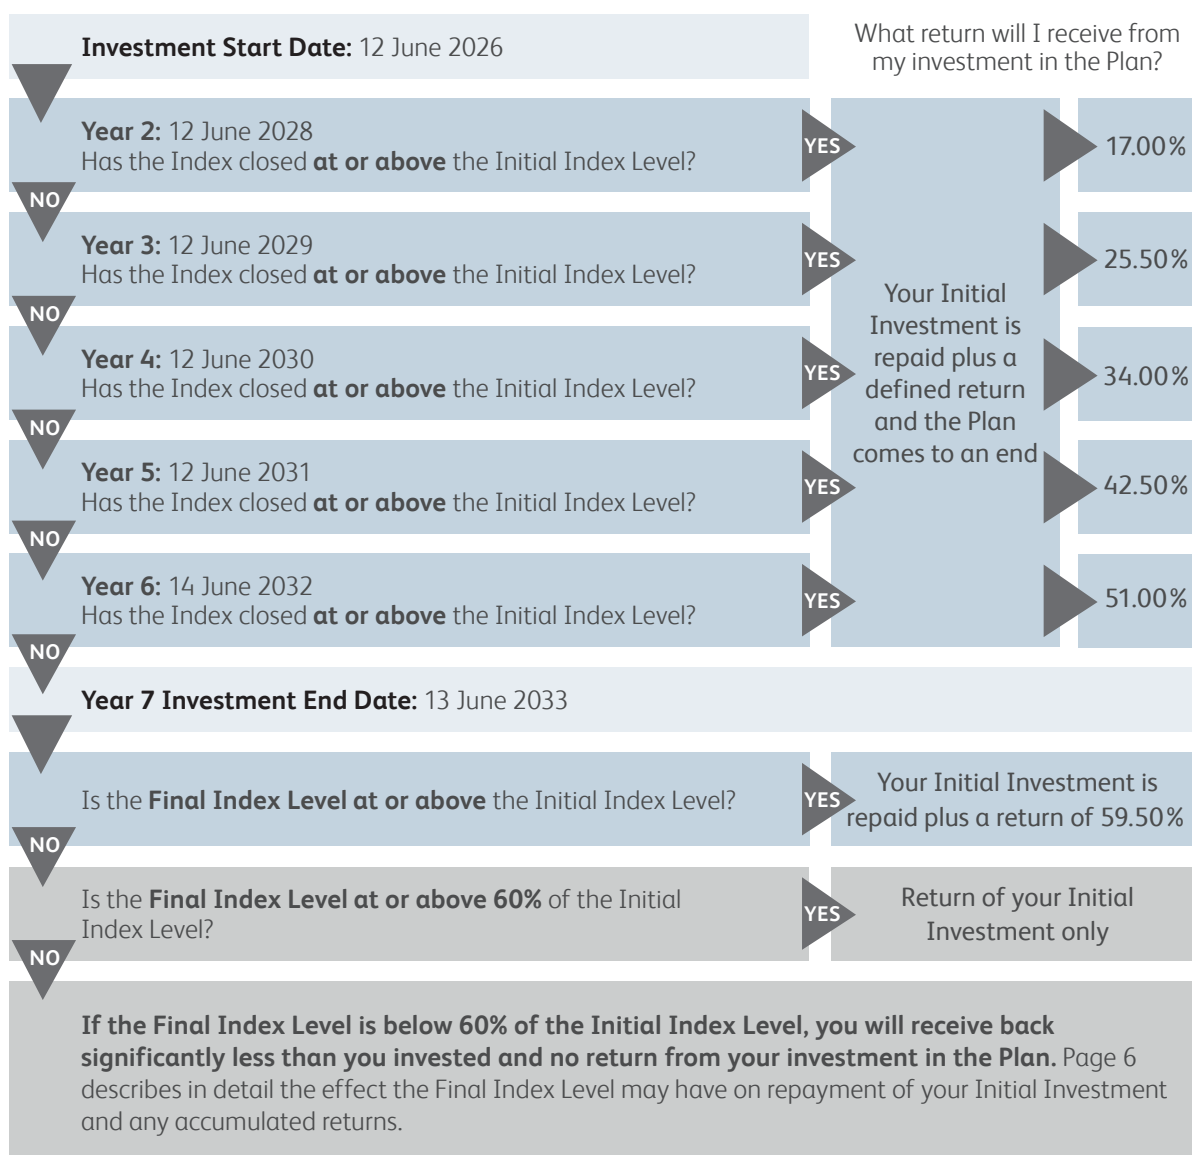 Investment Start Date: 12 June 2026
What return will I receive from
my investment in the Plan?
Year 2: 12 June 2028
Has the Index closed at or above the Initial Index Level?
YES
17.00%
NO
Year 3: 12 June 2029
Has the Index closed at or above the Initial Index Level?
YES
25.50%
NO
Year 4: 12 June 2030
Has the Index closed at or above the Initial Index Level?
YES
34.00%
NO
Year 5: 12 June 2031
Has the Index closed at or above the Initial Index Level?
YES
42.50%
NO
Year 6: 14 June 2032
Has the Index closed at or above the Initial Index Level?
YES
51.00%
Your Initial
Investment is
repaid plus a
defined return
and the Plan
comes to an end
NO
Year 7 Investment End Date: 13 June 2033
Is the Final Index Level at or above the Initial Index Level?
YES
Your Initial Investment is
repaid plus a return of 59.50%
NO
Is the Final Index Level at or above 60% of the Initial
Index Level?
YES
Return of your Initial
Investment only
NO
If the Final Index Level is below 60% of the Initial Index Level, you will receive back
significantly less than you invested and no return from your investment in the Plan. Page 6
describes in detail the effect the Final Index Level may have on repayment of your Initial Investment
and any accumulated returns.